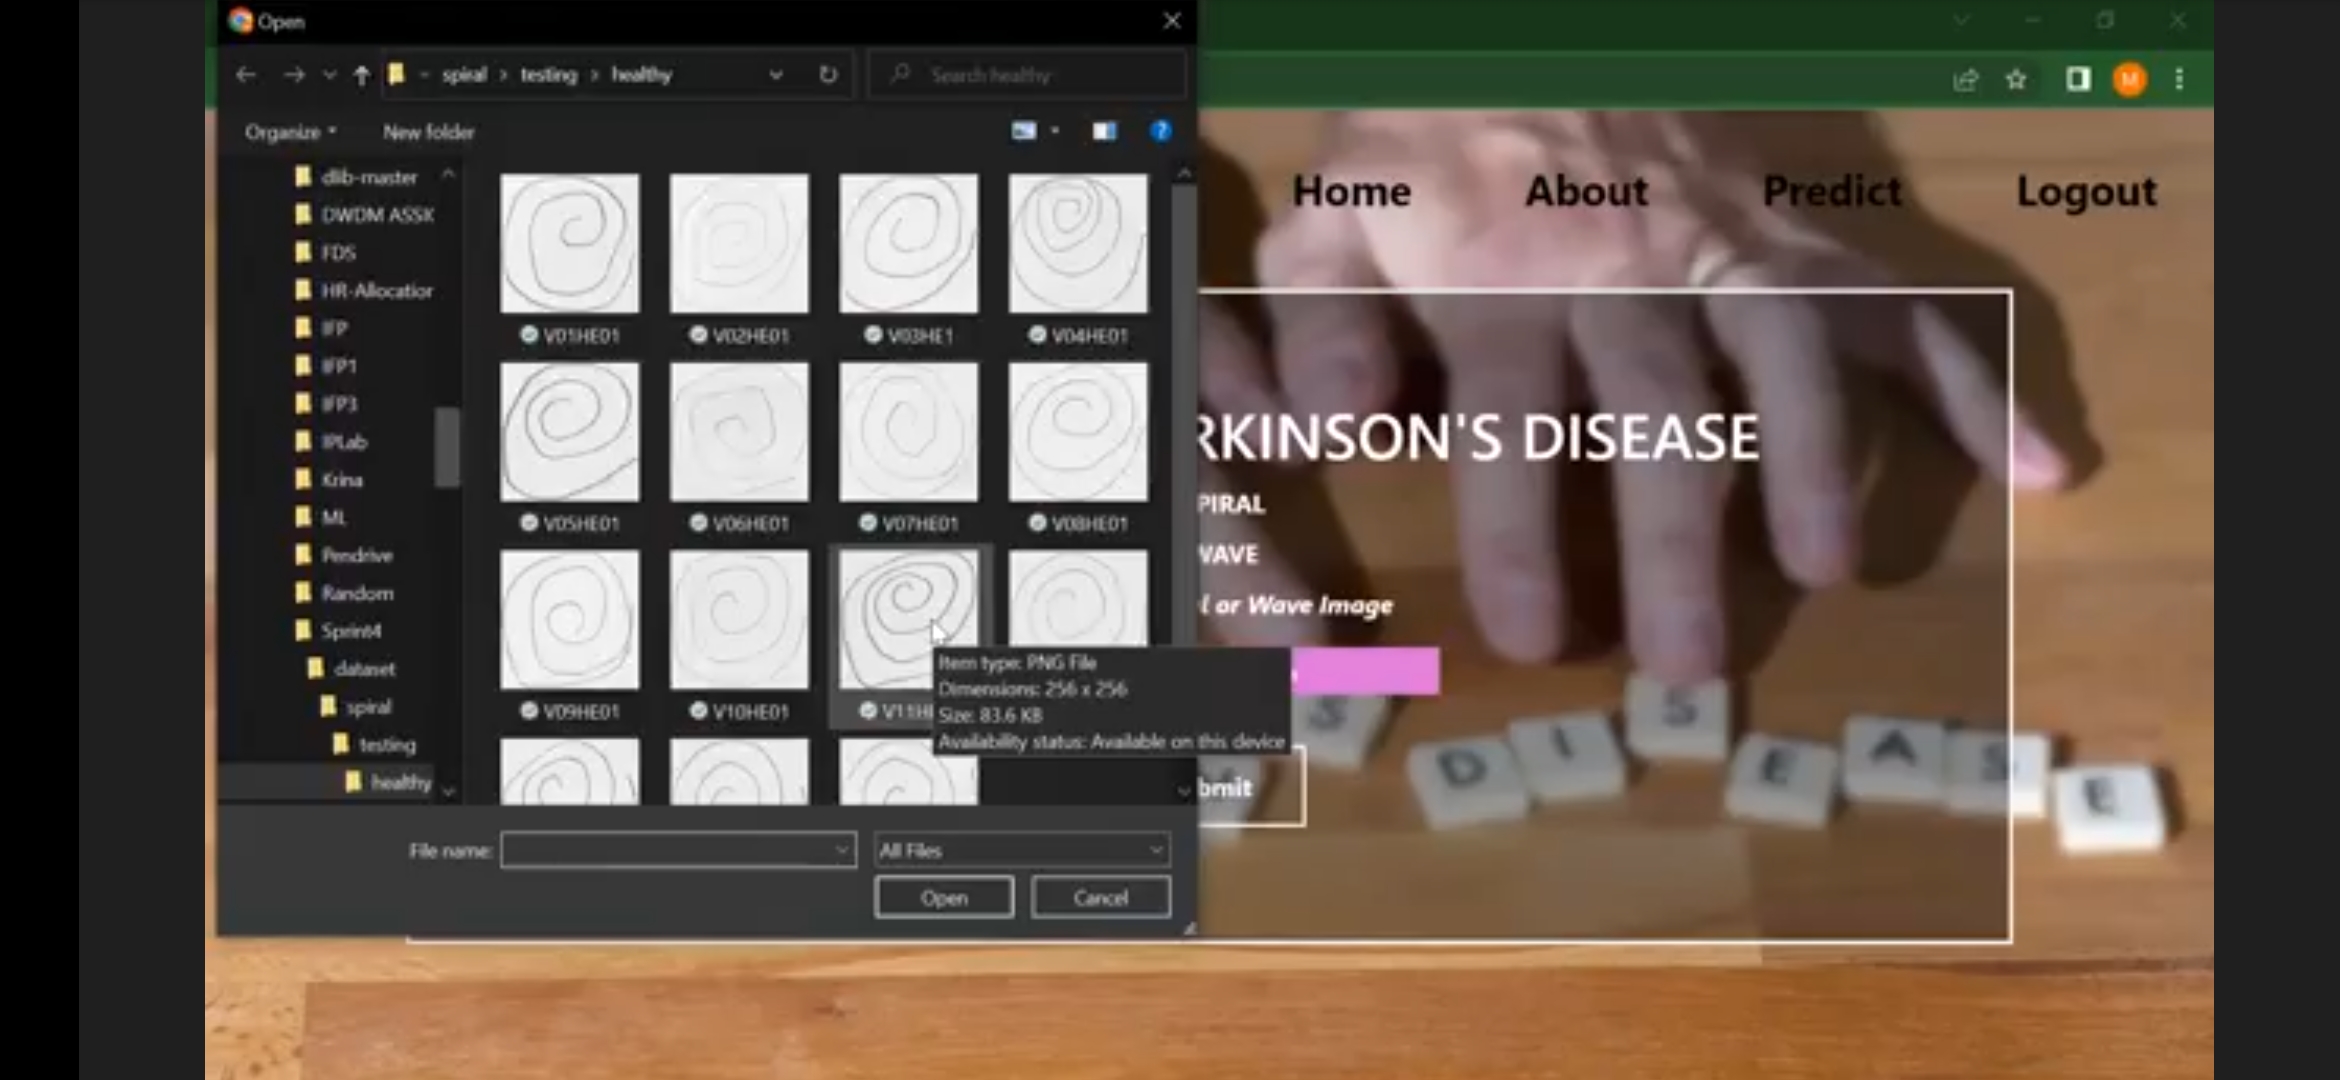 Open
spiral > testing > healthy
Search healthy
Organize
New folder
dlib-master
DWDM ASSK
FDS
HR-Allocation
IFP
IFP1
IFP3
IPLab
Krina
ML
Pendrive
Random
Sprint4
dataset
spiral
testing
healthy
V01HE01
V02HE01
V03HE1
V04HE01
V05HE01
V06HE01
V07HE01
V08HE01
V09HE01
V10HE01
V11H
Item type: PNG File
Dimensions: 256 x 256
Size: 83.6 KB
Availability status: Available on this device
File name:
All Files
Open
Cancel
M
Home
About
Predict
Logout
RKINSON'S DISEASE
PIRAL
WAVE
l or Wave Image
bmit
S
D I S E A S E